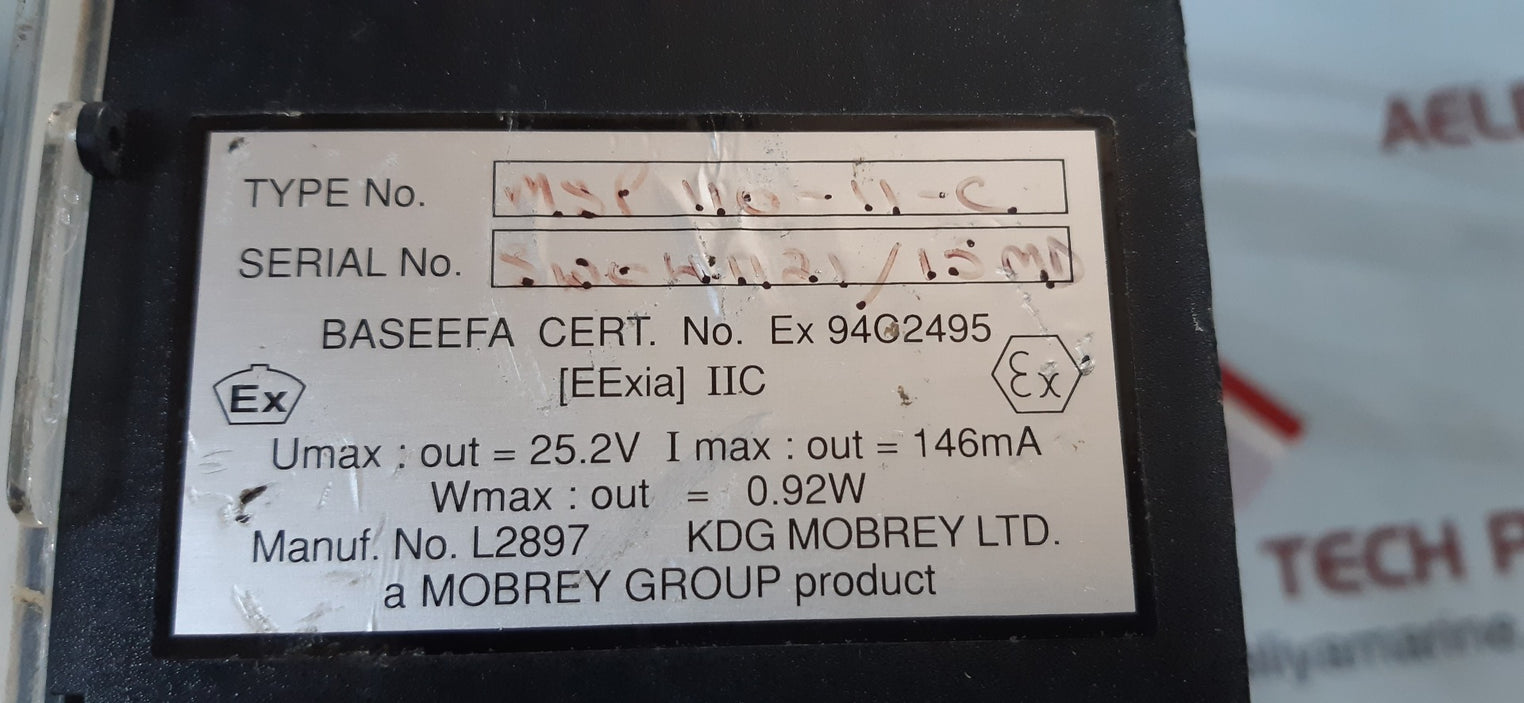 TYPE No. MSP 110-11-C
SERIAL No.
BASEEFA CERT. No. Ex 94C2495
[EExia] IIC
Ex
Ex
Umax : out = 25.2V I max : out = 146mA
Wmax : out = 0.92W
Manuf. No. L2897 KDG MOBREY LTD.
a MOBREY GROUP product
TECH